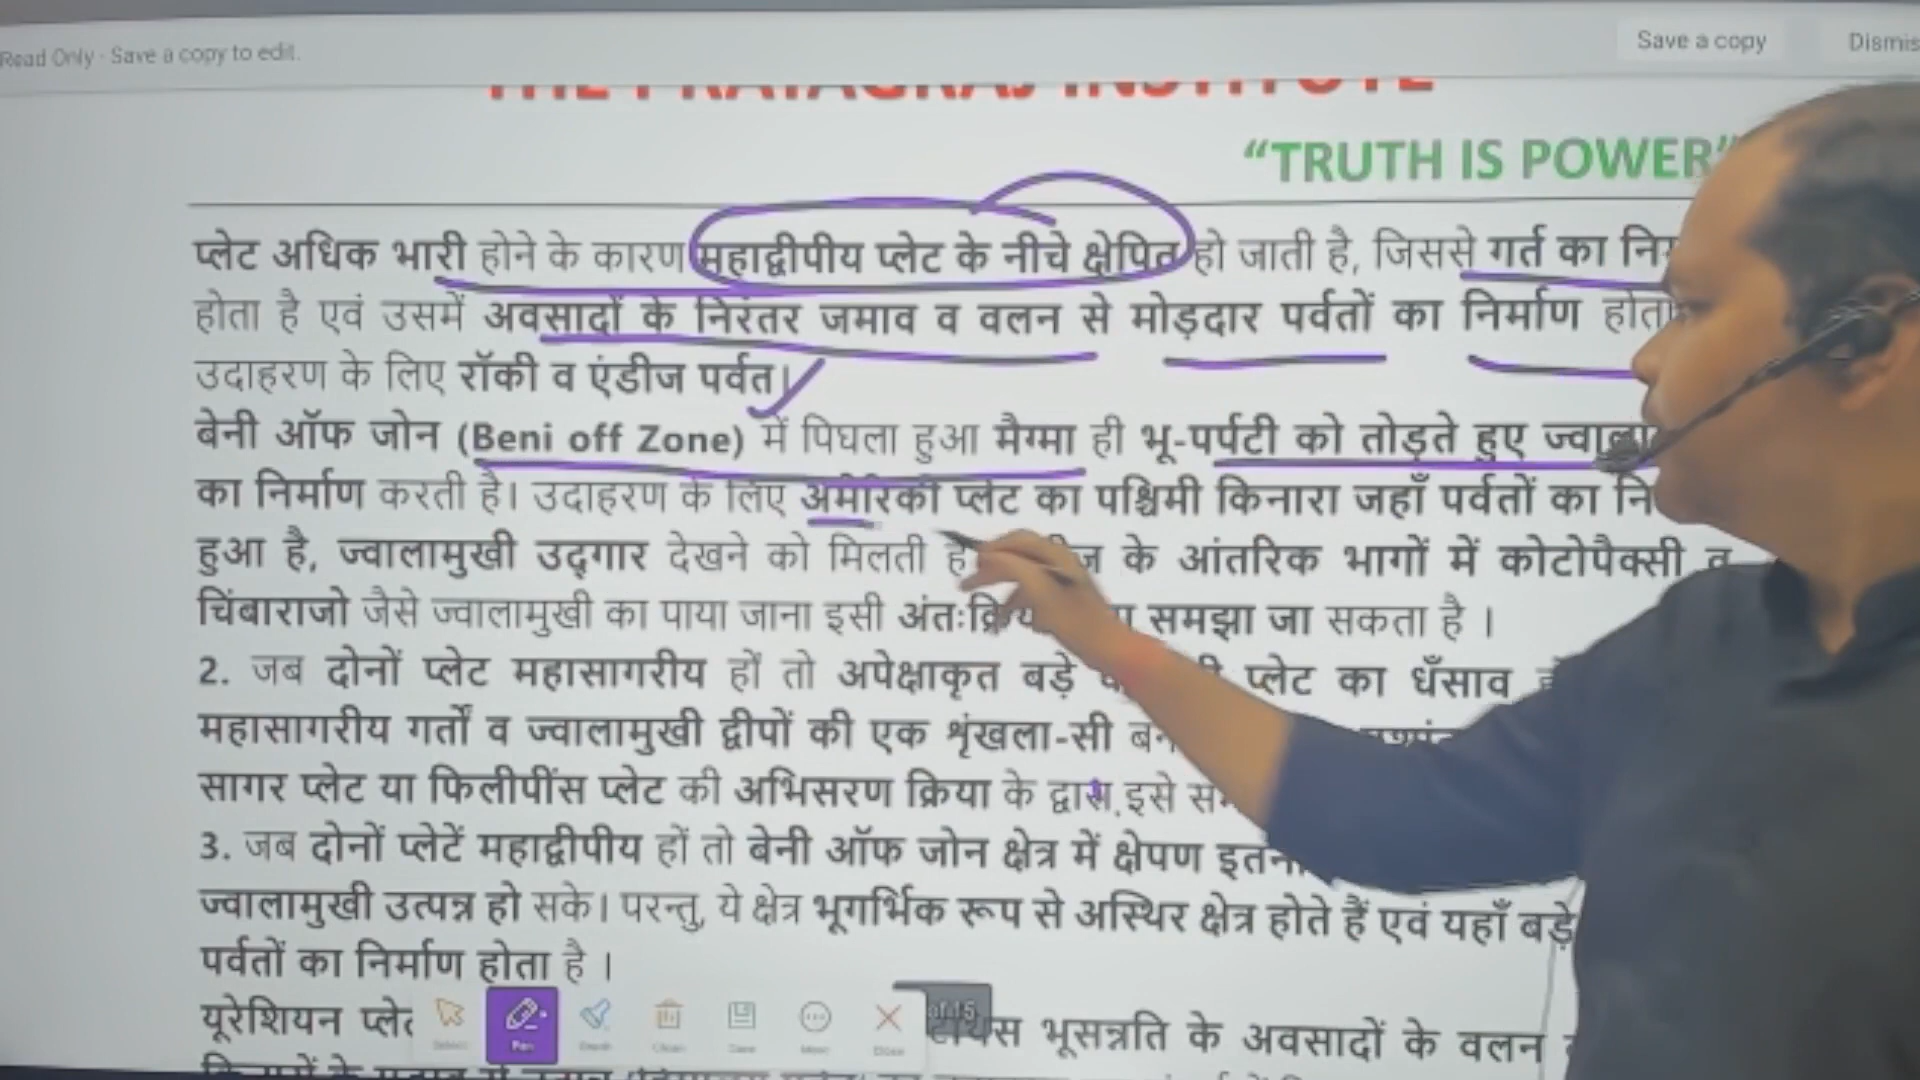 Read Only - Save a copy to edit.
Save a copy
“TRUTH IS POWER”
प्लेट अधिक भारी होने के कारण महाद्वीपीय प्लेट के नीचे क्षेपित हो जाती है, जिससे गर्त का
होता है एवं उसमें अवसादों के निरंतर जमाव व वलन से मोड़दार पर्वतों का निर्माण
उदाहरण के लिए रॉकी व एंडीज पर्वत।
बेनी ऑफ जोन (Beni off Zone) में पिघला हुआ मैग्मा ही भू-पर्पटी को तोड़ते हुए
का निर्माण करती है। उदाहरण के लिए अमेरिकी प्लेट का पश्चिमी किनारा जहाँ पर्वतों का
हुआ है, ज्वालामुखी उद्गार देखने को मिलती के आंतरिक भागों में कोटोपैक्सी व
चिंबाराजो जैसे ज्वालामुखी का पाया जाना इसी समझा जा सकता है ।
2. जब दोनों प्लेट महासागरीय हों तो अपेक्षाकृत बड़े प्लेट का धँसाव
महासागरीय गर्तों व ज्वालामुखी द्वीपों की एक शृंखला-सी
सागर प्लेट या फिलीपींस प्लेट की अभिसरण क्रिया के इसे
3. जब दोनों प्लेटें महाद्वीपीय हों तो बेनी ऑफ जोन क्षेत्र में क्षेपण
ज्वालामुखी उत्पन्न हो सके। परन्तु, ये क्षेत्र भूगर्भिक रूप से अस्थिर क्षेत्र होते हैं एवं यहाँ बड़े
पर्वतों का निर्माण होता है ।
यूरेशियन भूसन्नति के अवसादों के वलन
Pen